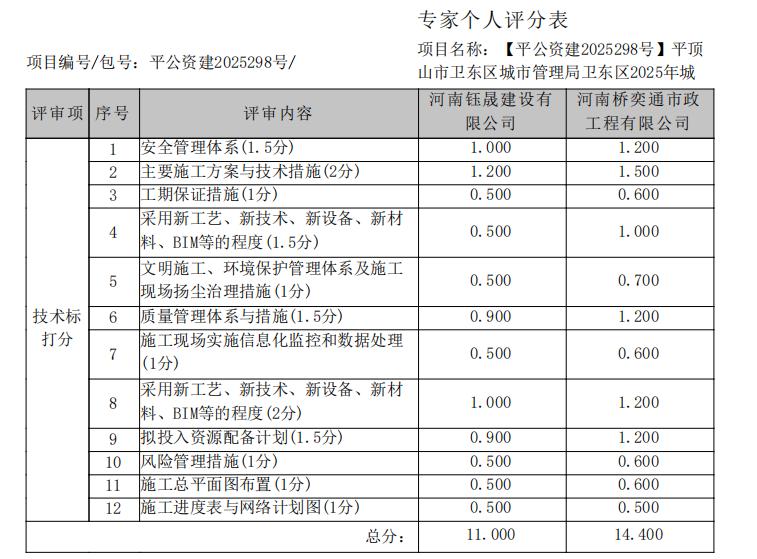 专家个人评分表
项目编号/包号: 平公资建2025298号/
项目名称: 【平公资建2025298号】平顶
山市卫东区城市管理局卫东区2025年城
评审项 序号 评审内容 河南钰晟建设有限公司 河南桥奕通市政工程有限公司
技术标打分
1 安全管理体系(1.5分) 1.000 1.200
2 主要施工方案与技术措施(2分) 1.200 1.500
3 工期保证措施(1分) 0.500 0.600
4 采用新工艺、新技术、新设备、新材
料、BIM等的程度(1.5分) 0.500 1.000
5 文明施工、环境保护管理体系及施工
现场扬尘治理措施(1分) 0.500 0.700
6 质量管理体系与措施(1.5分) 0.900 1.200
7 施工现场实施信息化监控和数据处理
(1分) 0.500 0.600
8 采用新工艺、新技术、新设备、新材
料、BIM等的程度(2分) 1.000 1.200
9 拟投入资源配备计划(1.5分) 0.900 1.200
10 风险管理措施(1分) 0.500 0.600
11 施工总平面图布置(1分) 0.500 0.600
12 施工进度表与网络计划图(1分) 0.500 0.500
总分: 11.000 14.400